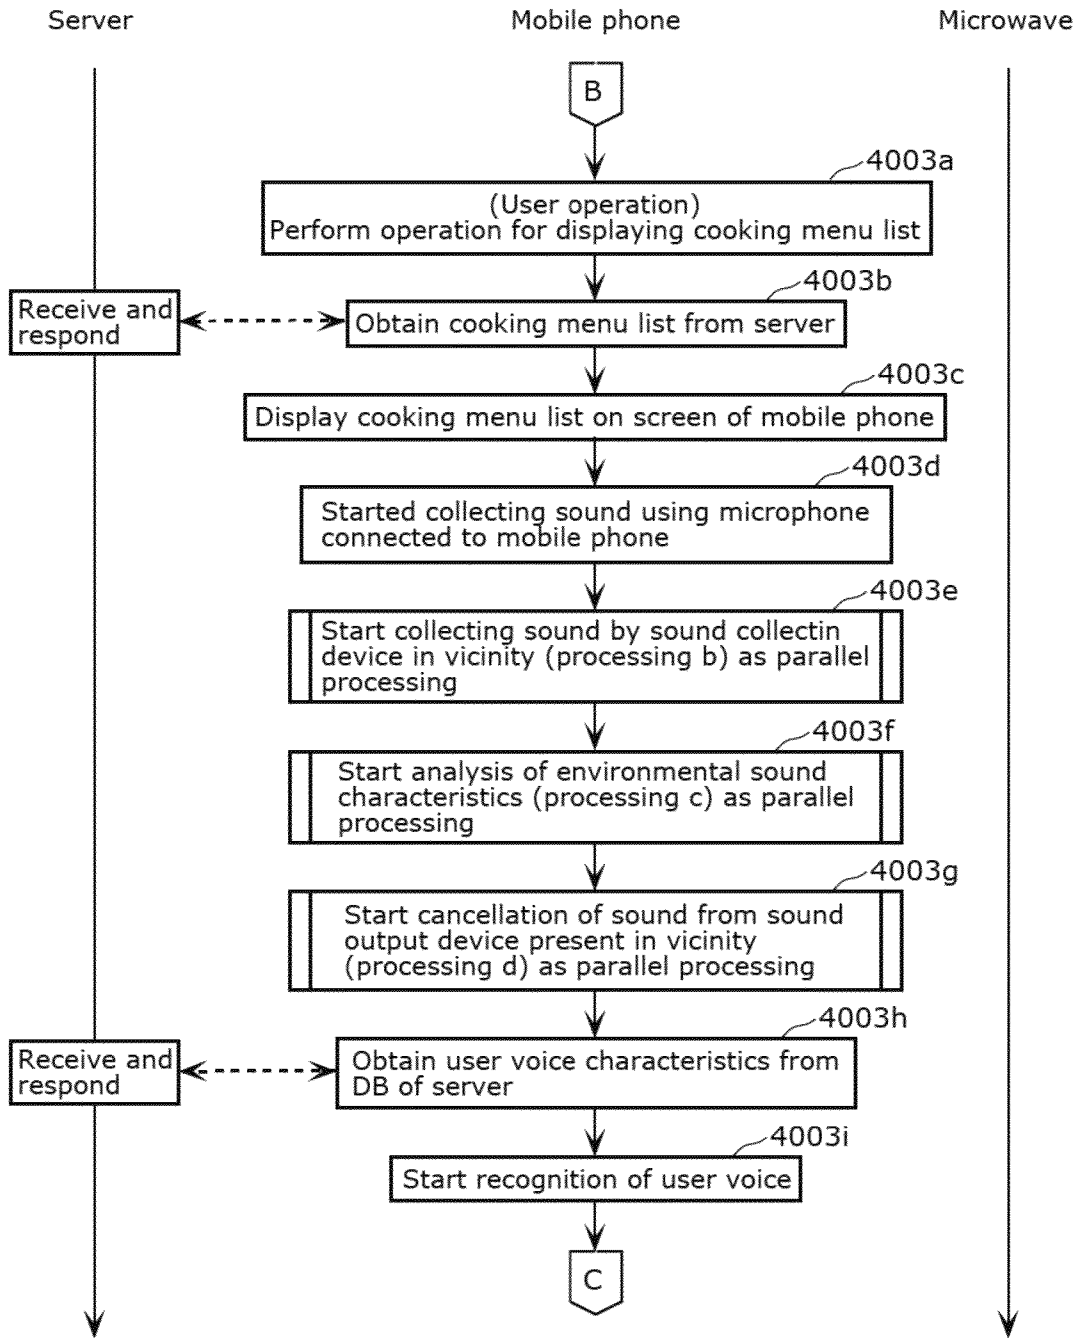 Server
Mobile phone
Microwave
B
4003a
(User operation)
Perform operation for displaying cooking menu list
4003b
Receive and
respond
Obtain cooking menu list from server
4003c
Display cooking menu list on screen of mobile phone
4003d
Started collecting sound using microphone
connected to mobile phone
4003e
Start collecting sound by sound collectin
device in vicinity (processing b) as parallel
processing
4003f
Start analysis of environmental sound
characteristics (processing c) as parallel
processing
4003g
Start cancellation of sound from sound
output device present in vicinity
(processing d) as parallel processing
4003h
Receive and
respond
Obtain user voice characteristics from
DB of server
4003i
Start recognition of user voice
C